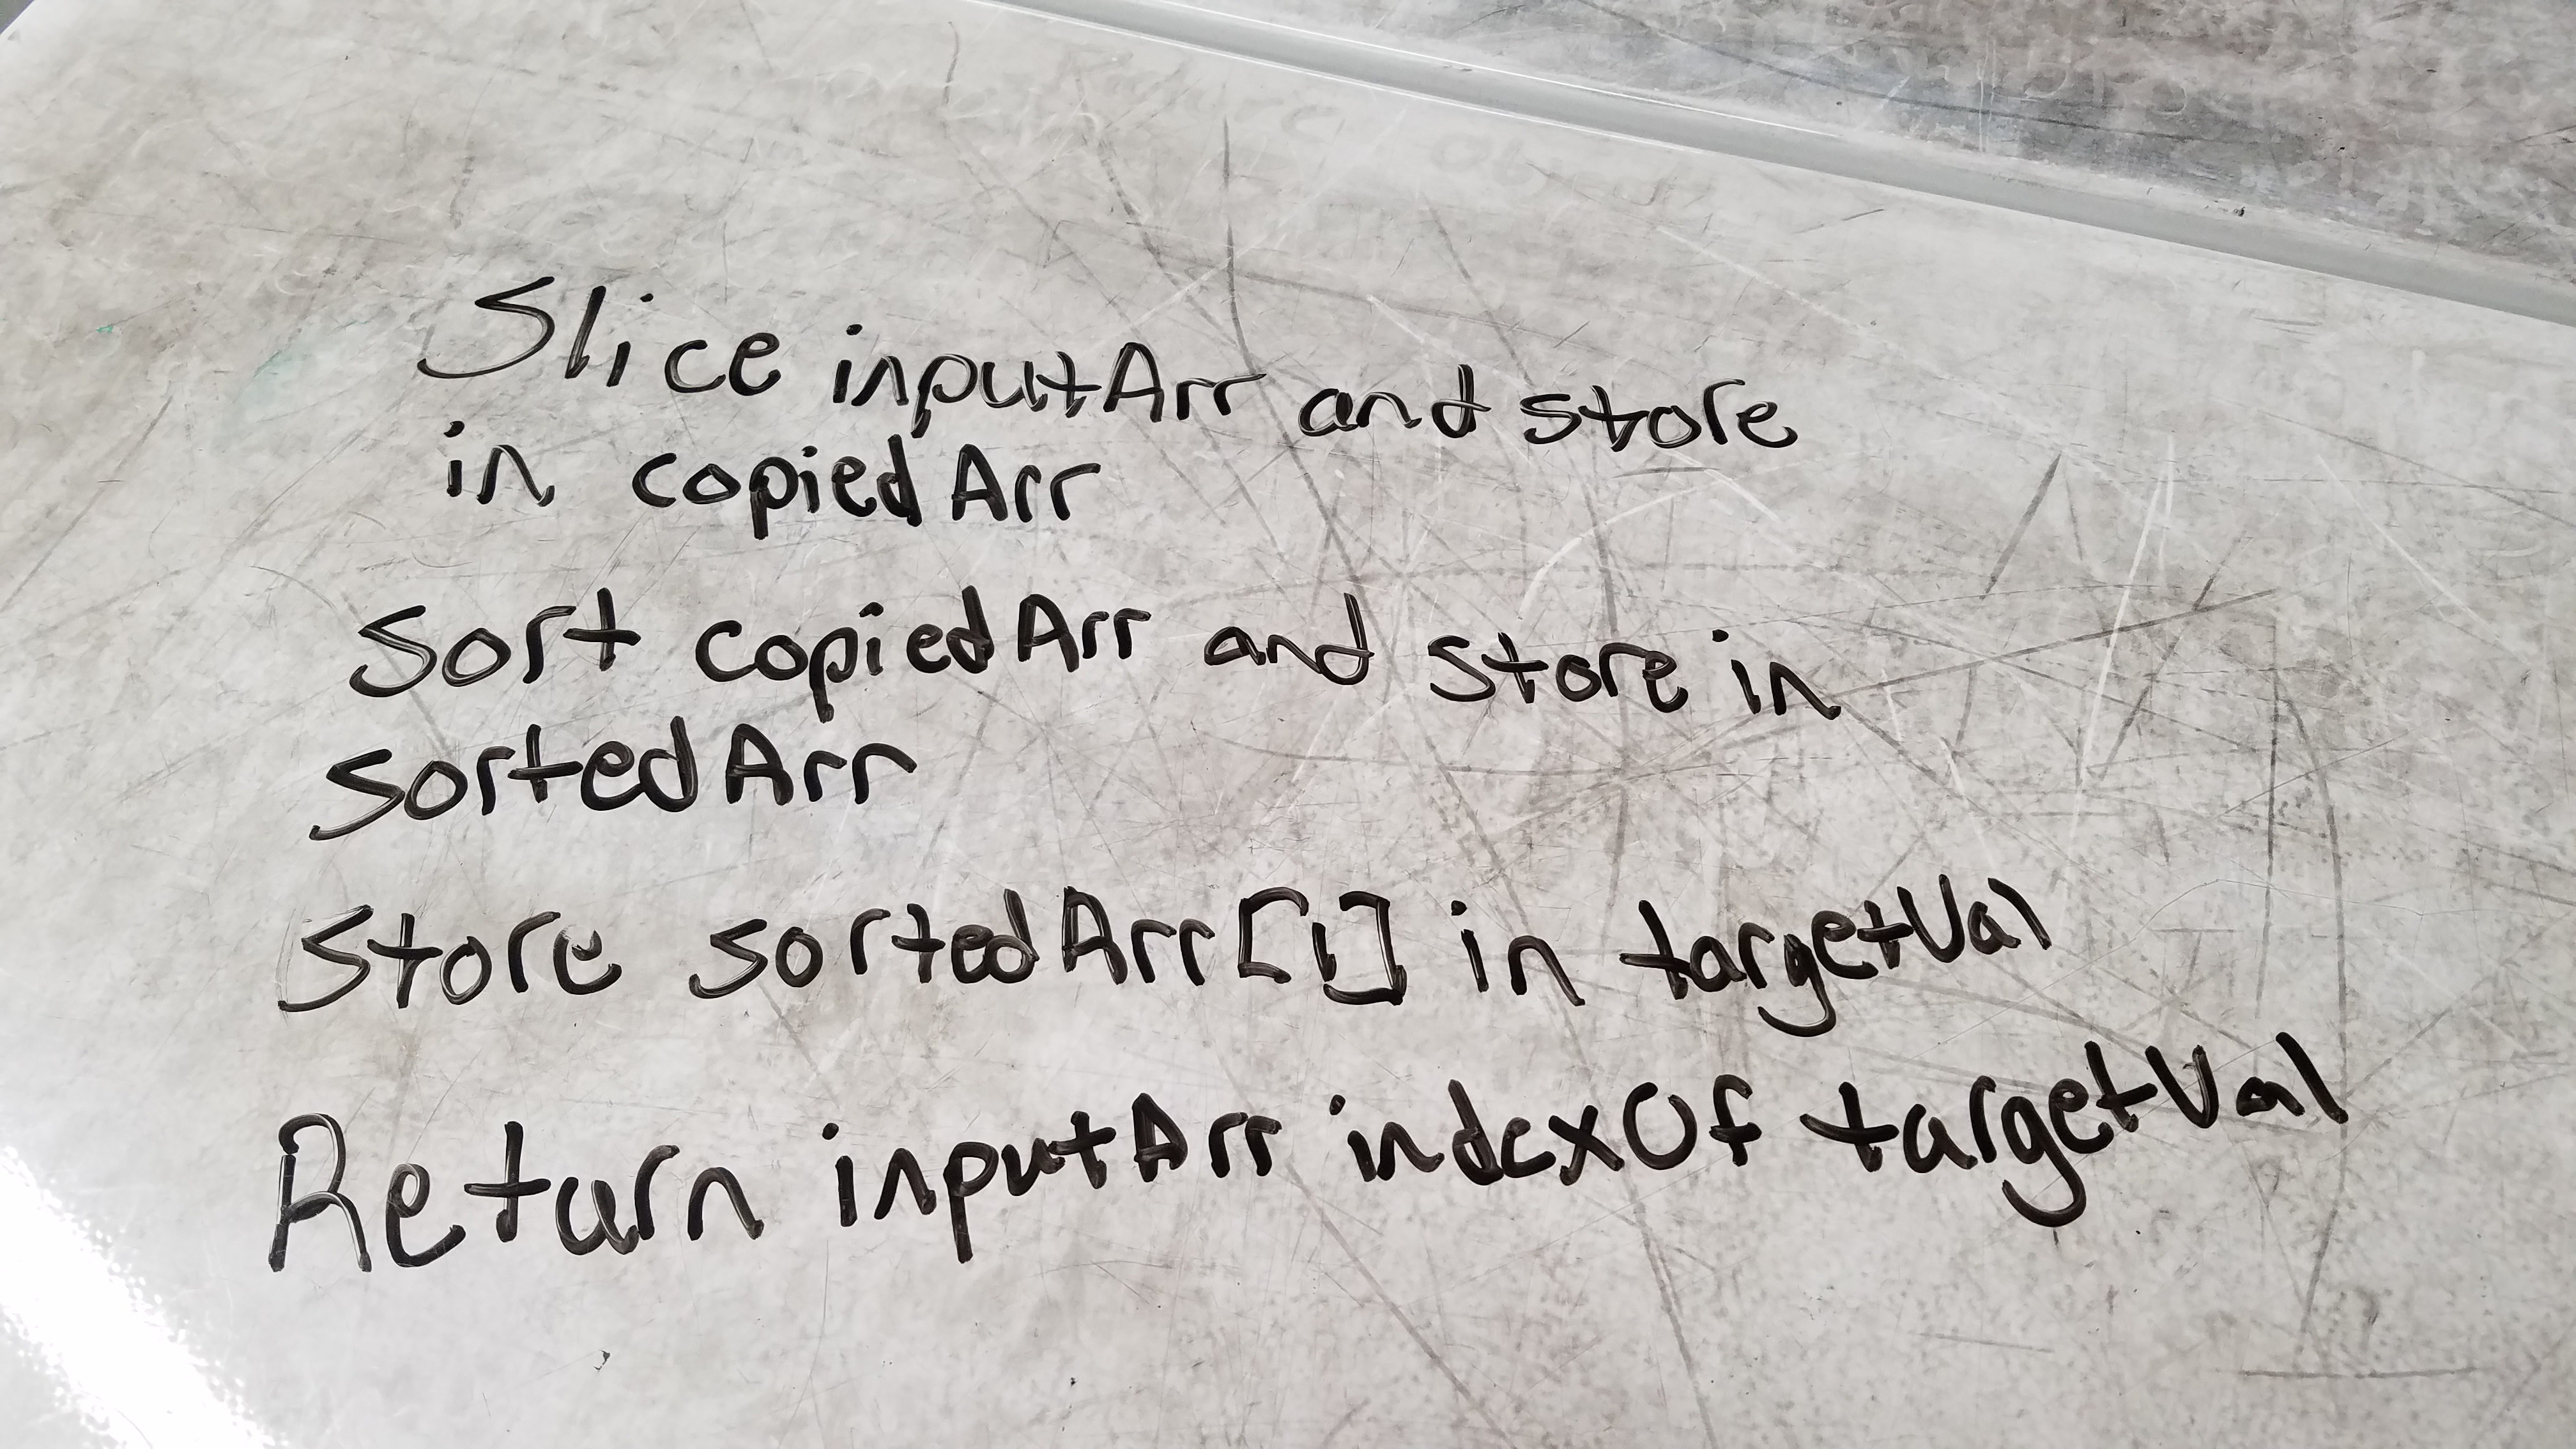 Slice inputArr and store
in copiedArr
Sort copiedArr and store in
sortedArr
Store sortedArr[1] in targetVal
Return inputArr indexOf targetVal